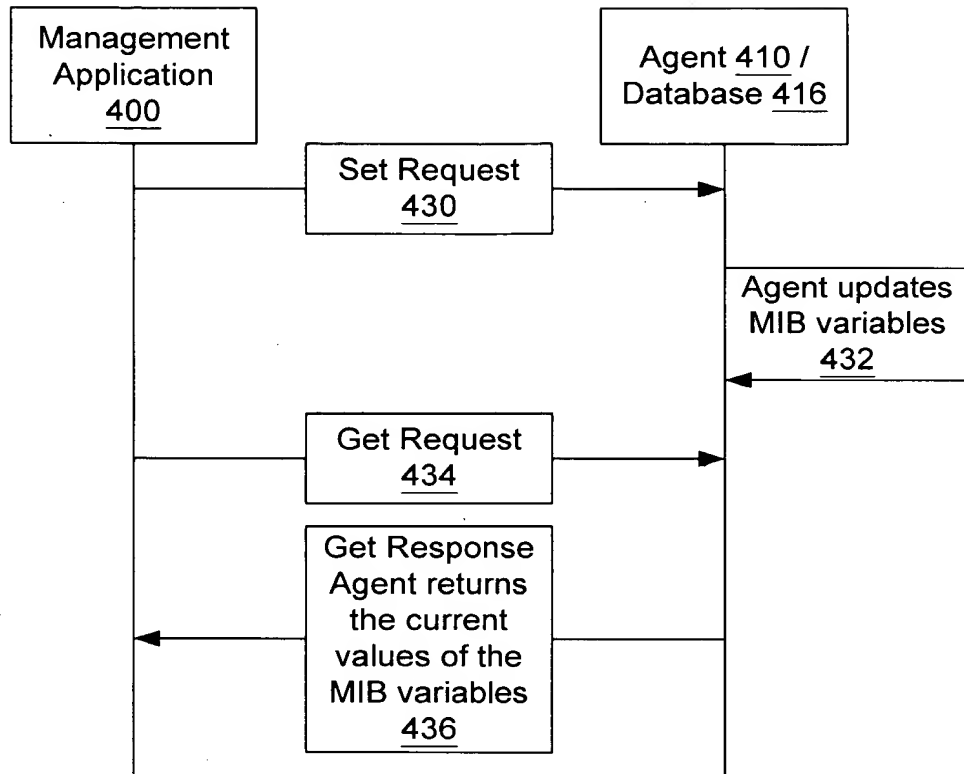 Management
Application
400
Agent 410 /
Database 416
Set Request
430
Agent updates
MIB variables
432
Get Request
434
Get Response
Agent returns
the current
values of the
MIB variables
436